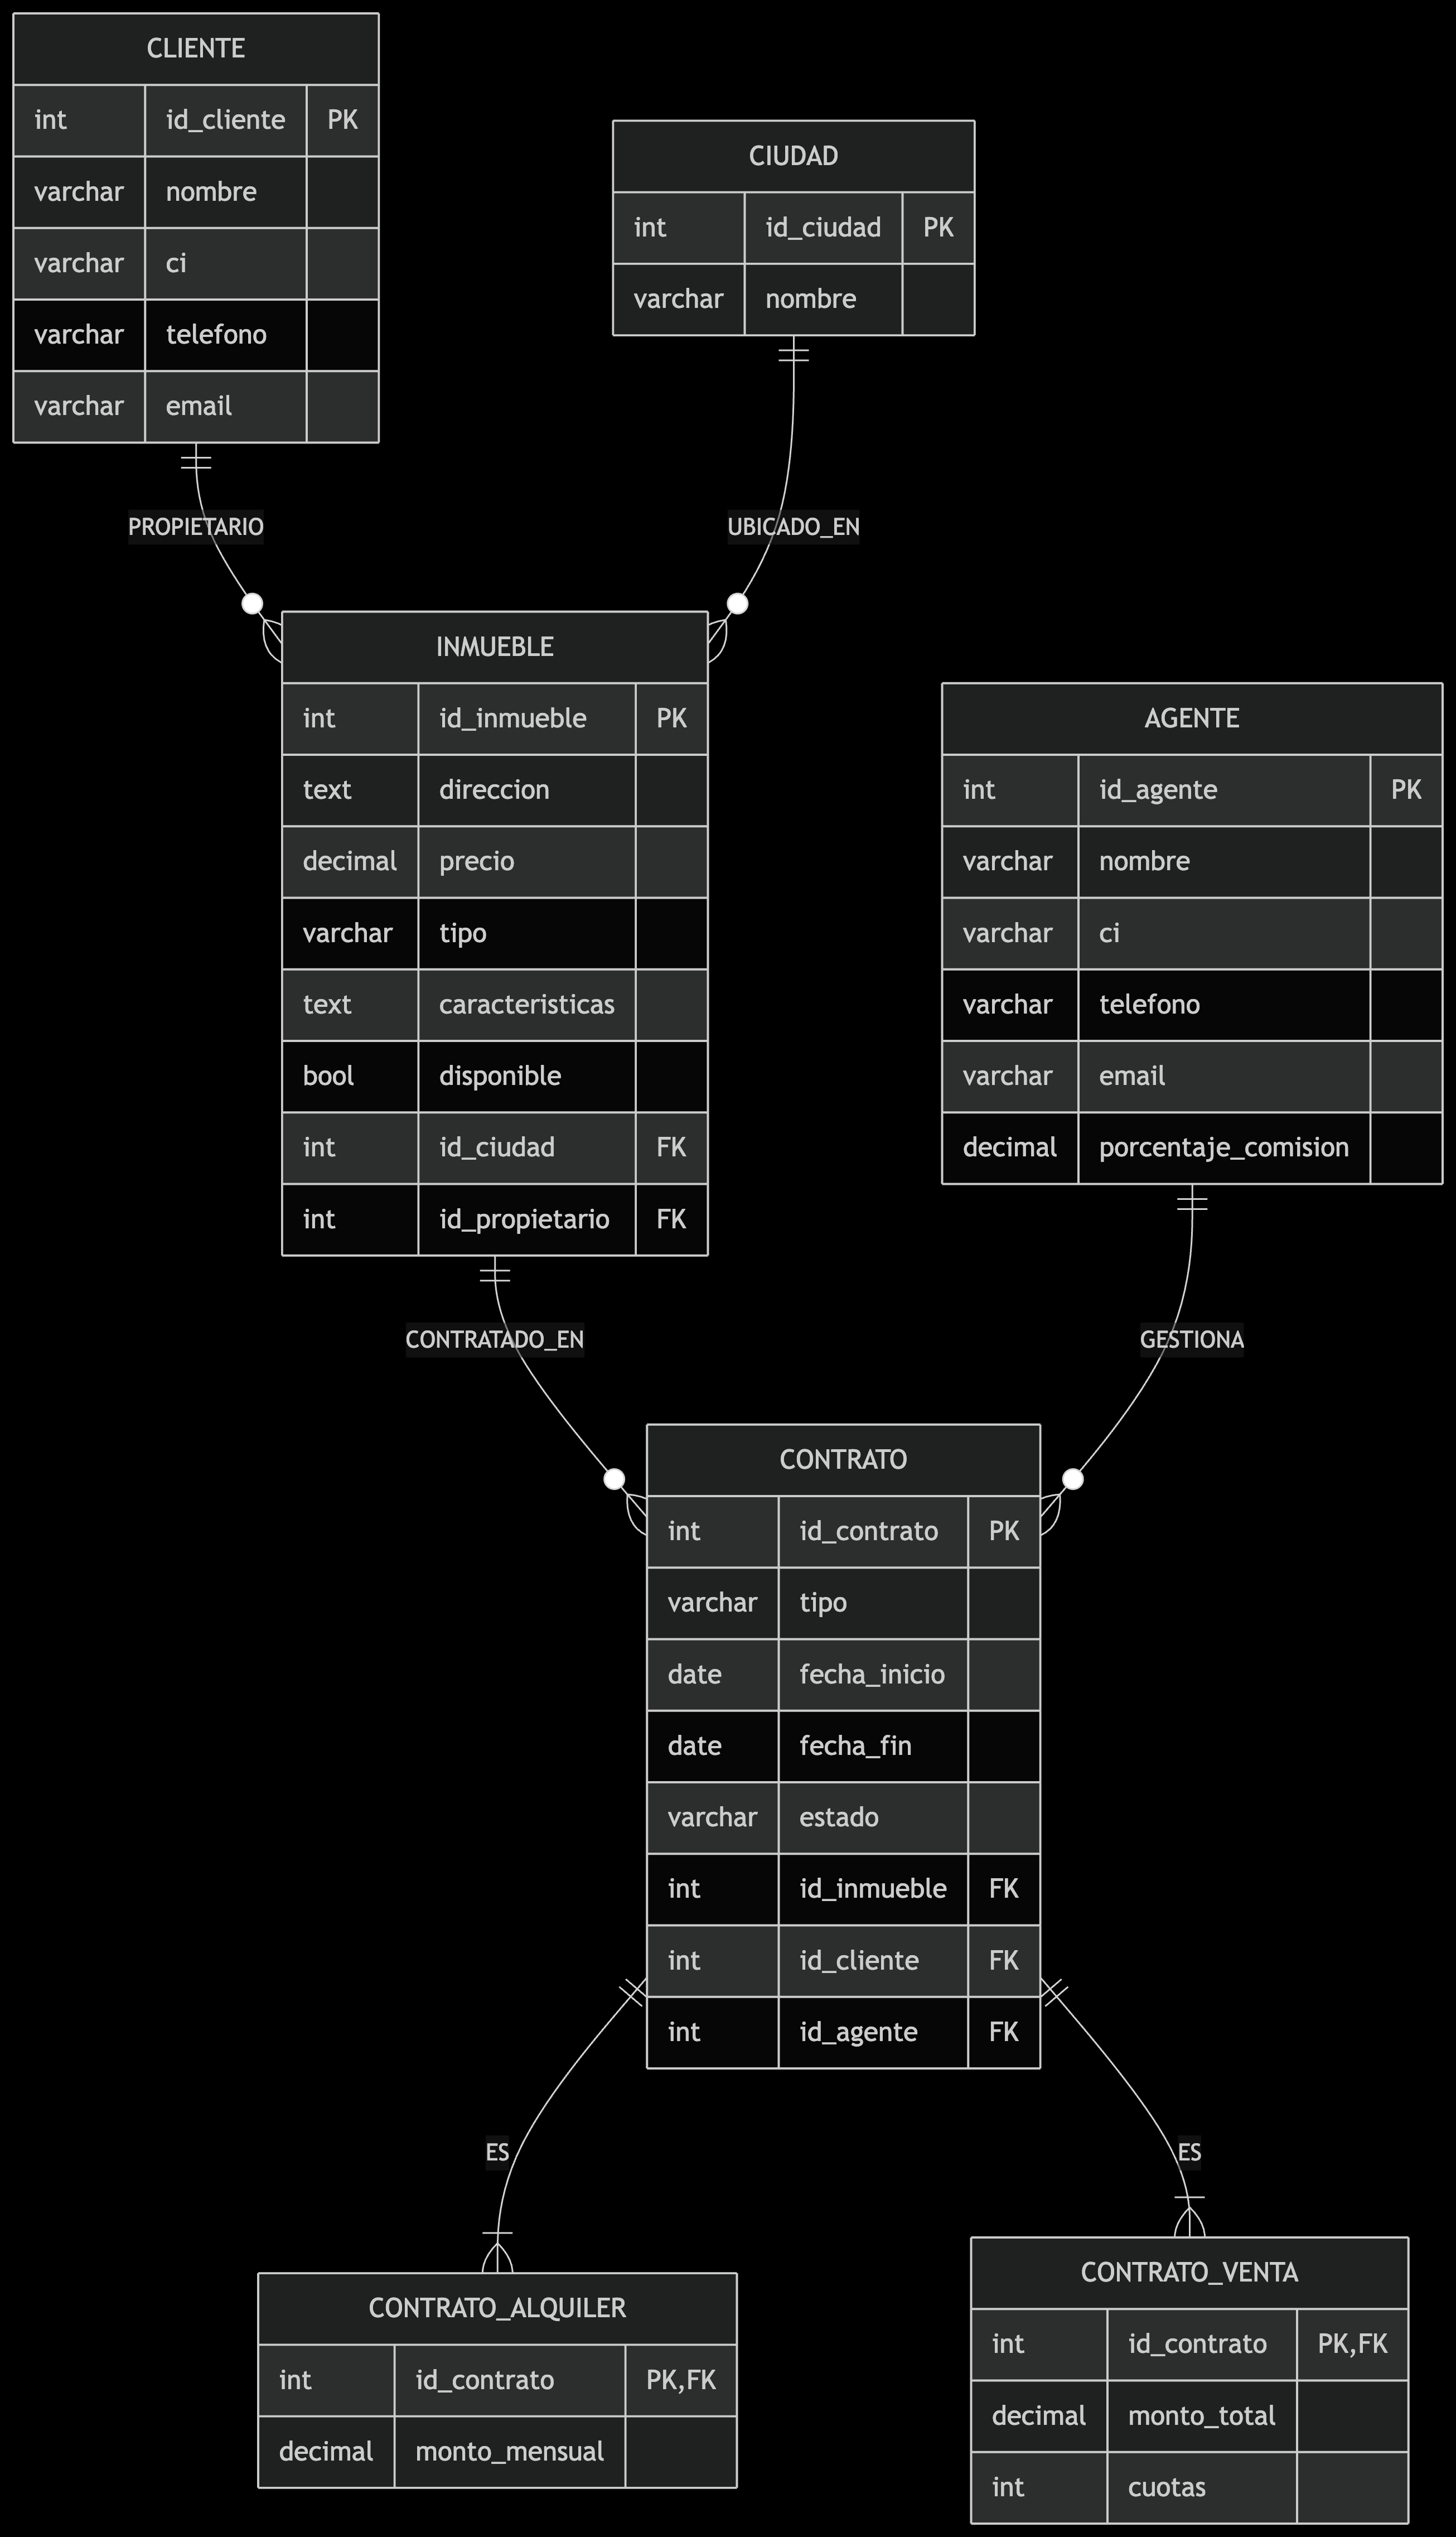 CLIENTE
int id_cliente PK
varchar nombre
varchar ci
varchar telefono
varchar email
CIUDAD
int id_ciudad PK
varchar nombre
PROPIETARIO
UBICADO_EN
INMUEBLE
int id_inmueble PK
text direccion
decimal precio
varchar tipo
text caracteristicas
bool disponible
int id_ciudad FK
int id_propietario FK
AGENTE
int id_agente PK
varchar nombre
varchar ci
varchar telefono
varchar email
decimal porcentaje_comision
CONTRATADO_EN
GESTIONA
CONTRATO
int id_contrato PK
varchar tipo
date fecha_inicio
date fecha_fin
varchar estado
int id_inmueble FK
int id_cliente FK
int id_agente FK
ES
ES
CONTRATO_ALQUILER
int id_contrato PK,FK
decimal monto_mensual
CONTRATO_VENTA
int id_contrato PK,FK
decimal monto_total
int cuotas